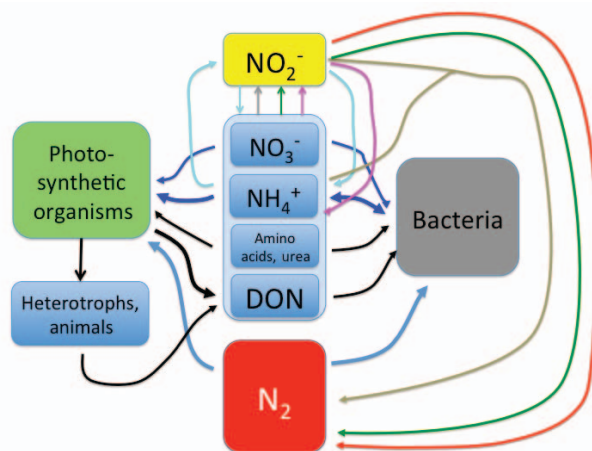 NO₂⁻
Photo-
synthetic
organisms
NO₃⁻
NH₄⁺
Amino
acids, urea
DON
Bacteria
Heterotrophs,
animals
N₂